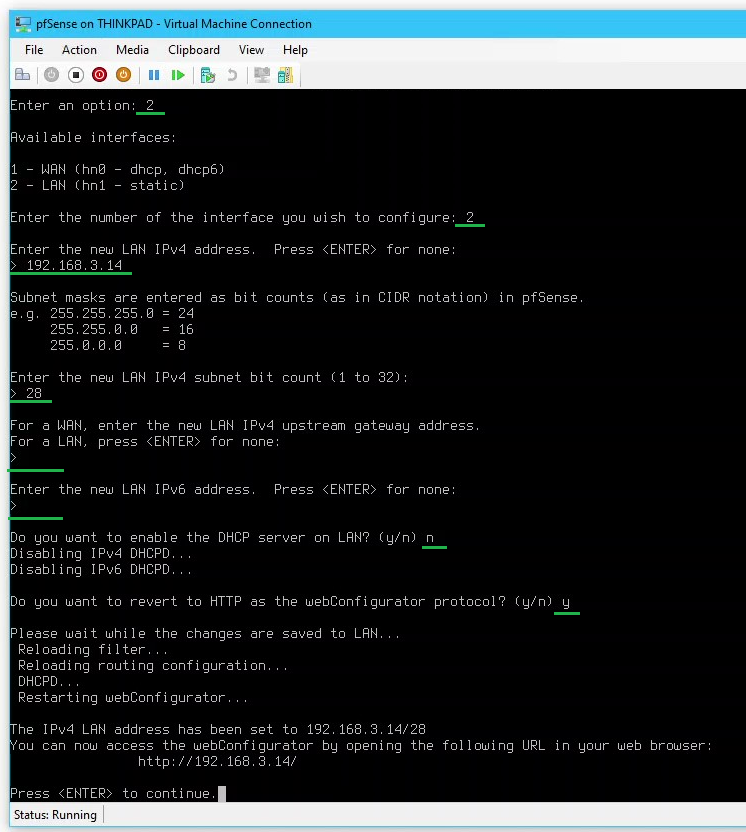 pfSense on THINKPAD - Virtual Machine Connection
File Action Media Clipboard View Help
Enter an option: 2
Available interfaces:
1 - WAN (hn0 - dhcp, dhcp6)
2 - LAN (hn1 - static)
Enter the number of the interface you wish to configure: 2
Enter the new LAN IPv4 address.  Press <ENTER> for none:
> 192.168.3.14
Subnet masks are entered as bit counts (as in CIDR notation) in pfSense.
e.g. 255.255.255.0 = 24
     255.255.0.0   = 16
     255.0.0.0     = 8
Enter the new LAN IPv4 subnet bit count (1 to 32):
> 28
For a WAN, enter the new LAN IPv4 upstream gateway address.
For a LAN, press <ENTER> for none:
>
Enter the new LAN IPv6 address.  Press <ENTER> for none:
>
Do you want to enable the DHCP server on LAN? (y/n) n
Disabling IPv4 DHCPD...
Disabling IPv6 DHCPD...
Do you want to revert to HTTP as the webConfigurator protocol? (y/n) y
Please wait while the changes are saved to LAN...
 Reloading filter...
 Reloading routing configuration...
 DHCPD...
 Restarting webConfigurator...
The IPv4 LAN address has been set to 192.168.3.14/28
You can now access the webConfigurator by opening the following URL in your web browser:
                http://192.168.3.14/
Press <ENTER> to continue.
Status: Running